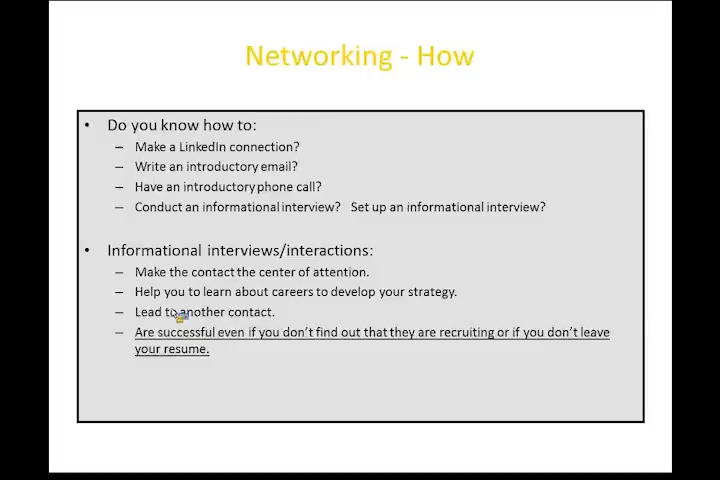 Networking - How
• Do you know how to:
– Make a LinkedIn connection?
– Write an introductory email?
– Have an introductory phone call?
– Conduct an informational interview? Set up an informational interview?
• Informational interviews/interactions:
– Make the contact the center of attention.
– Help you to learn about careers to develop your strategy.
– Lead to another contact.
– Are successful even if you don't find out that they are recruiting or if you don't leave
your resume.